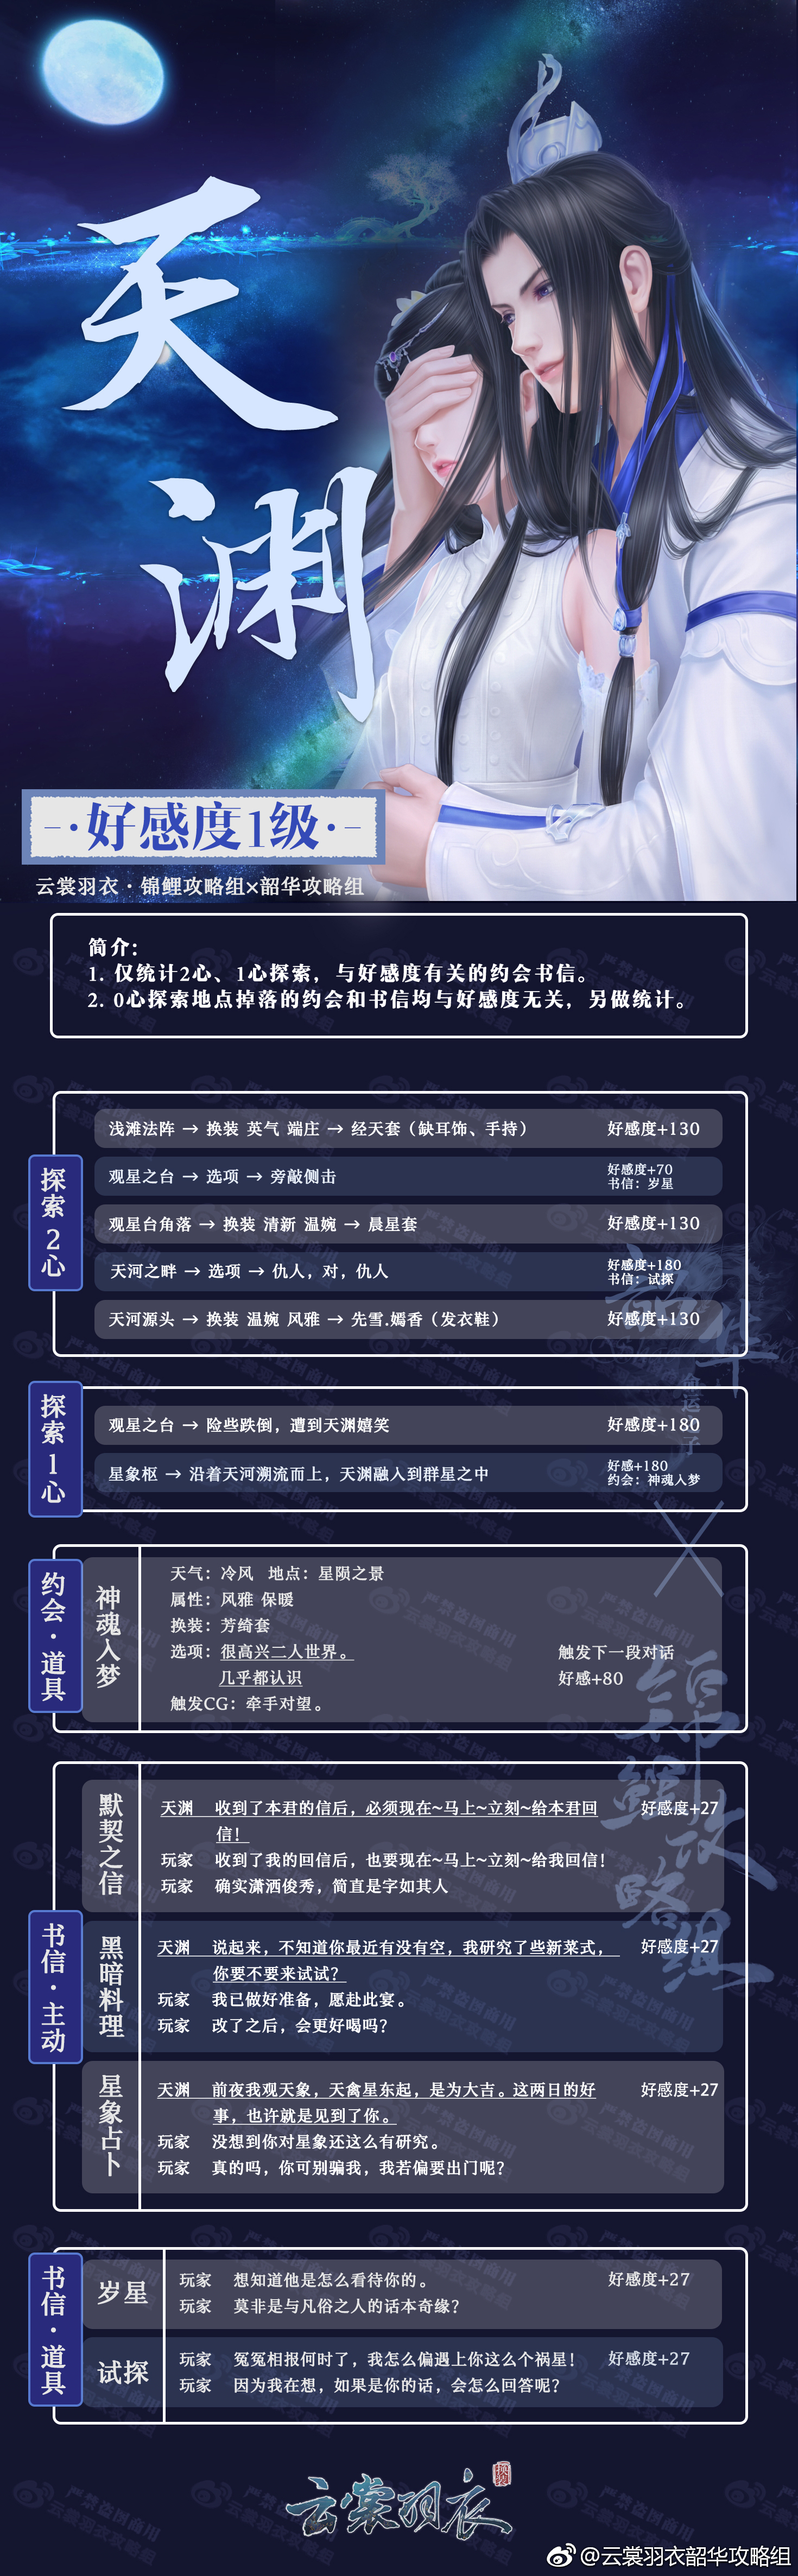 天
渊
-·好感度1级·-
云裳羽衣·锦鲤攻略组×韶华攻略组
简介:
1. 仅统计2心、1心探索，与好感度有关的约会书信。
2. 0心探索地点掉落的约会和书信均与好感度无关，另做统计。
探索2心
浅滩法阵 → 换装 英气 端庄 → 经天套（缺耳饰、手持） 好感度+130
观星之台 → 选项 → 旁敲侧击 好感度+70
书信：岁星
观星台角落 → 换装 清新 温婉 → 晨星套 好感度+130
天河之畔 → 选项 → 仇人，对，仇人 好感度+180
书信：试探
天河源头 → 换装 温婉 风雅 → 先雪.嫣香（发衣鞋） 好感度+130
探索1心
观星之台 → 险些跌倒，遭到天渊嬉笑 好感度+180
星象枢 → 沿着天河溯流而上，天渊融入到群星之中 好感+180
约会：神魂入梦
约会·道具
神魂入梦
天气：冷风 地点：星陨之景
属性：风雅 保暖
换装：芳绮套
选项：很高兴二人世界。 触发下一段对话
几乎都认识 好感+80
触发CG：牵手对望。
书信·主动
默契之信
天渊 收到了本君的信后，必须现在~马上~立刻~给本君回 好感度+27
信！
玩家 收到了我的回信后，也要现在~马上~立刻~给我回信！
玩家 确实潇洒俊秀，简直是字如其人
黑暗料理
天渊 说起来，不知道你最近有没有空，我研究了些新菜式， 好感度+27
你要不要来试试？
玩家 我已做好准备，愿赴此宴。
玩家 改了之后，会更好喝吗？
星象占卜
天渊 前夜我观天象，天禽星东起，是为大吉。这两日的好 好感度+27
事，也许就是见到了你。
玩家 没想到你对星象还这么有研究。
玩家 真的吗，你可别骗我，我若偏要出门呢？
书信·道具
岁星
玩家 想知道他是怎么看待你的。 好感度+27
玩家 莫非是与凡俗之人的话本奇缘？
试探
玩家 冤冤相报何时了，我怎么偏遇上你这么个祸星！ 好感度+27
玩家 因为我在想，如果是你的话，会怎么回答呢？
云裳羽衣
@云裳羽衣韶华攻略组